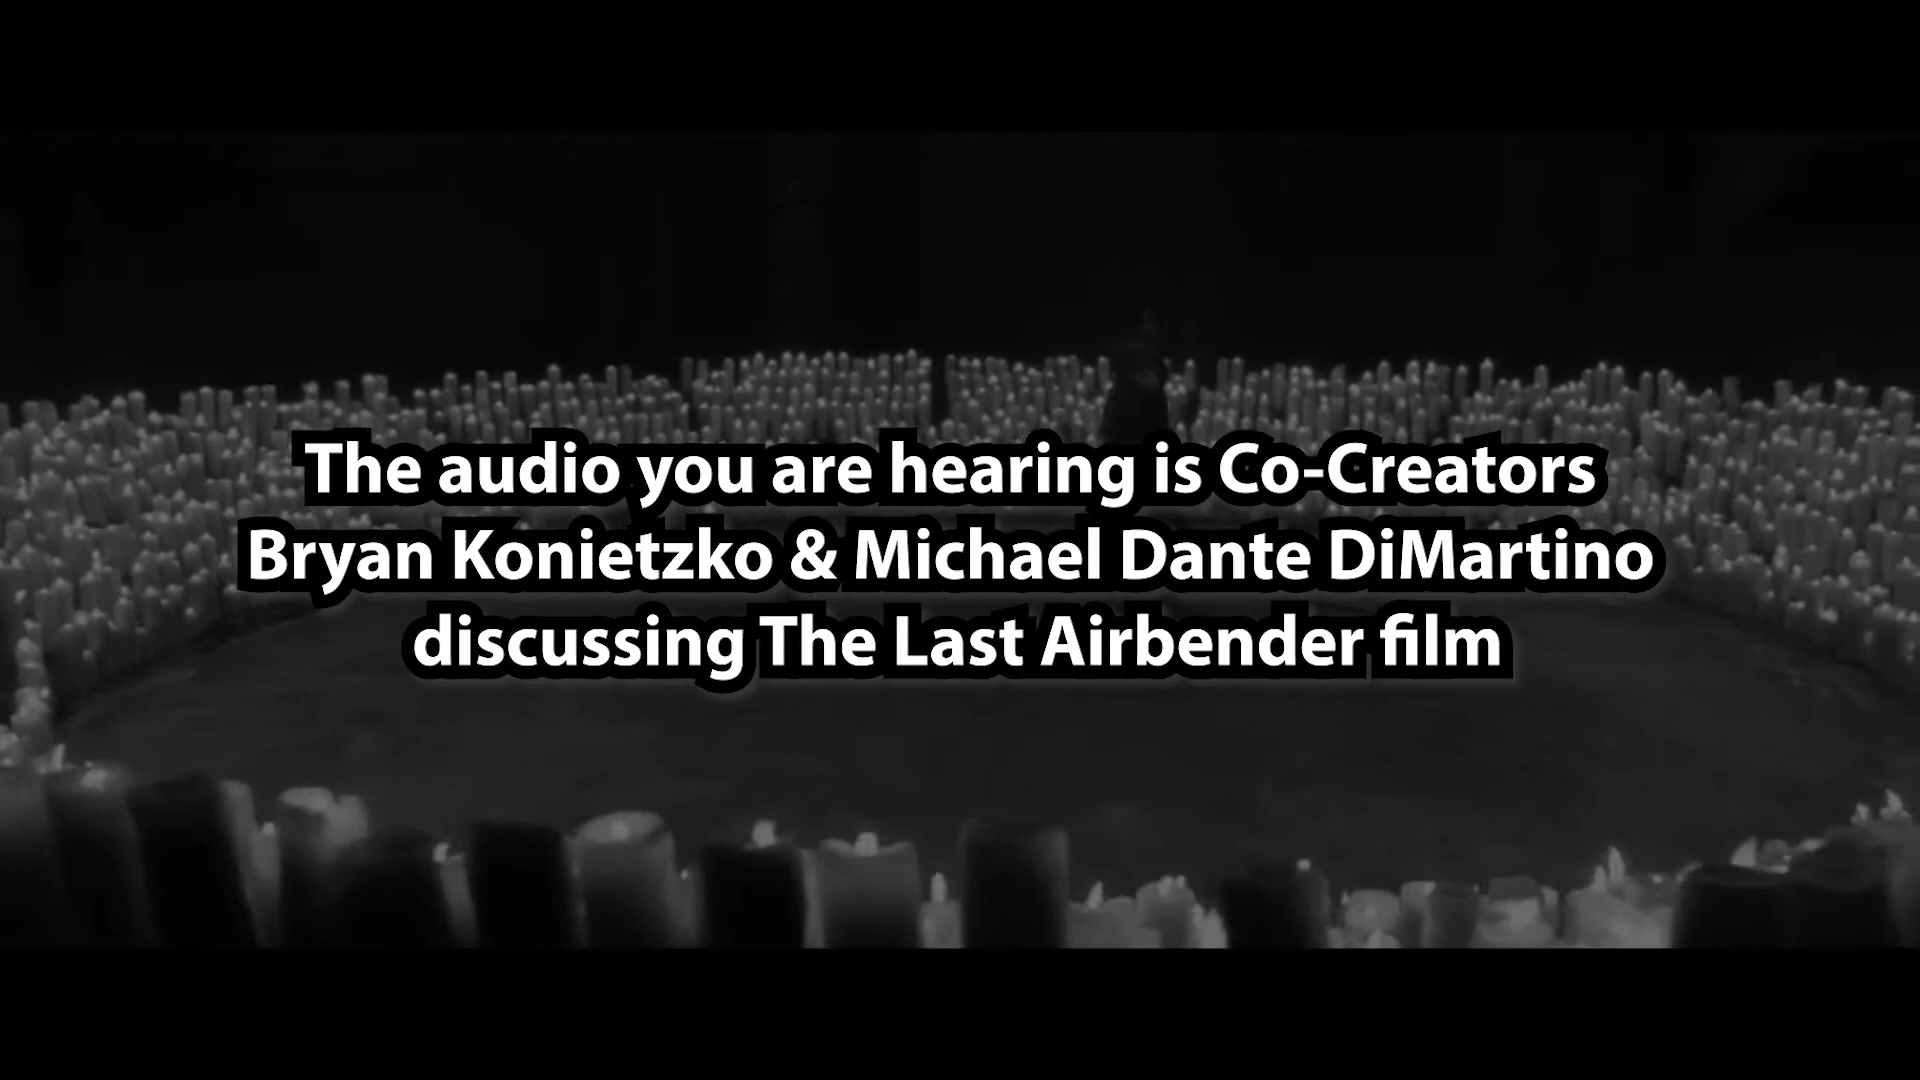 The audio you are hearing is Co-Creators
Bryan Konietzko & Michael Dante DiMartino
discussing The Last Airbender film